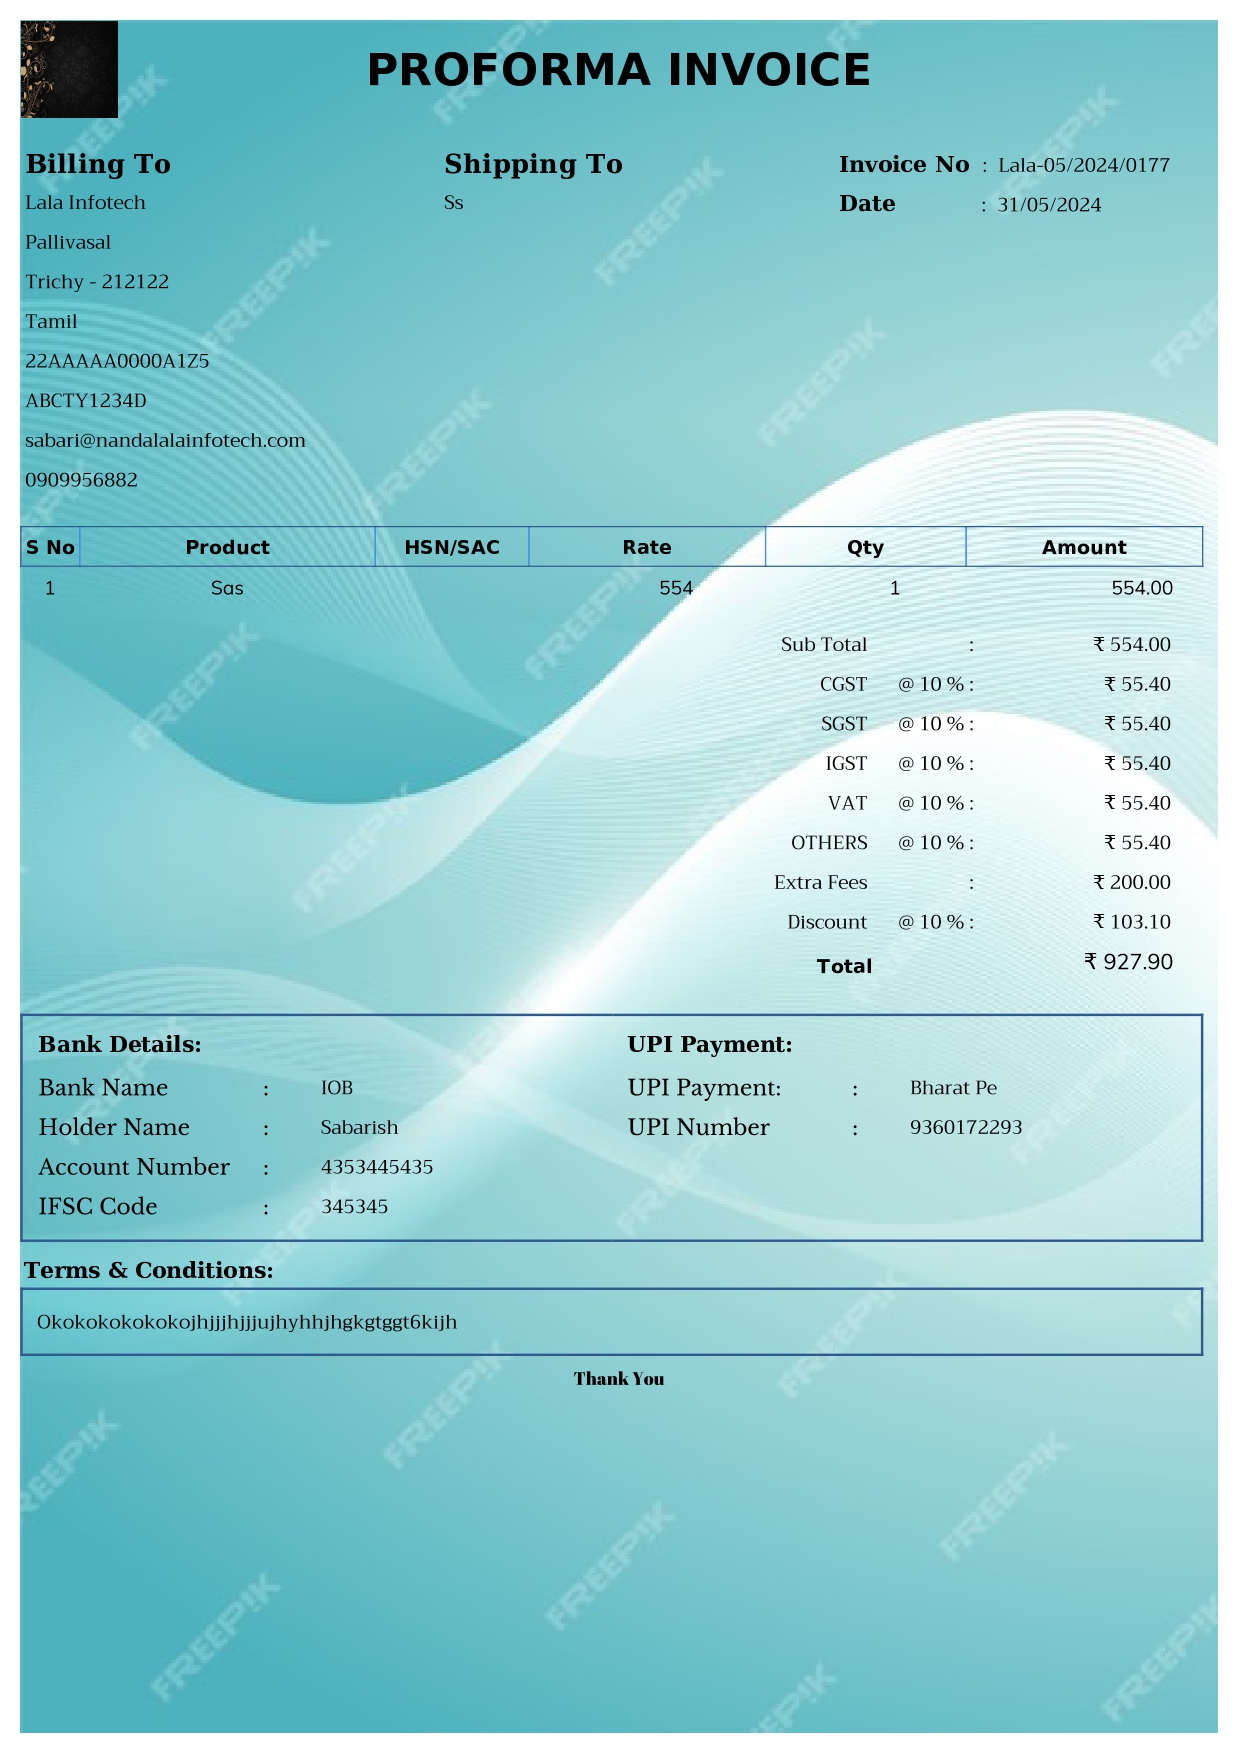 PROFORMA INVOICE
Billing To
Lala Infotech
Pallivasal
Trichy - 212122
Tamil
22AAAAA0000A1Z5
ABCTY1234D
sabari@nandalalainfotech.com
0909956882
Shipping To
Ss
Invoice No : Lala-05/2024/0177
Date : 31/05/2024
S No Product HSN/SAC Rate Qty Amount
1 Sas 554 1 554.00
Sub Total : ₹ 554.00
CGST @ 10 % : ₹ 55.40
SGST @ 10 % : ₹ 55.40
IGST @ 10 % : ₹ 55.40
VAT @ 10 % : ₹ 55.40
OTHERS @ 10 % : ₹ 55.40
Extra Fees : ₹ 200.00
Discount @ 10 % : ₹ 103.10
Total ₹ 927.90
Bank Details:
Bank Name : IOB
Holder Name : Sabarish
Account Number : 4353445435
IFSC Code : 345345
UPI Payment:
UPI Payment: : Bharat Pe
UPI Number : 9360172293
Terms & Conditions:
Okokokokokokojhjjjhjjjujhyhhjhgkgtggt6kijh
Thank You
FREEPIK